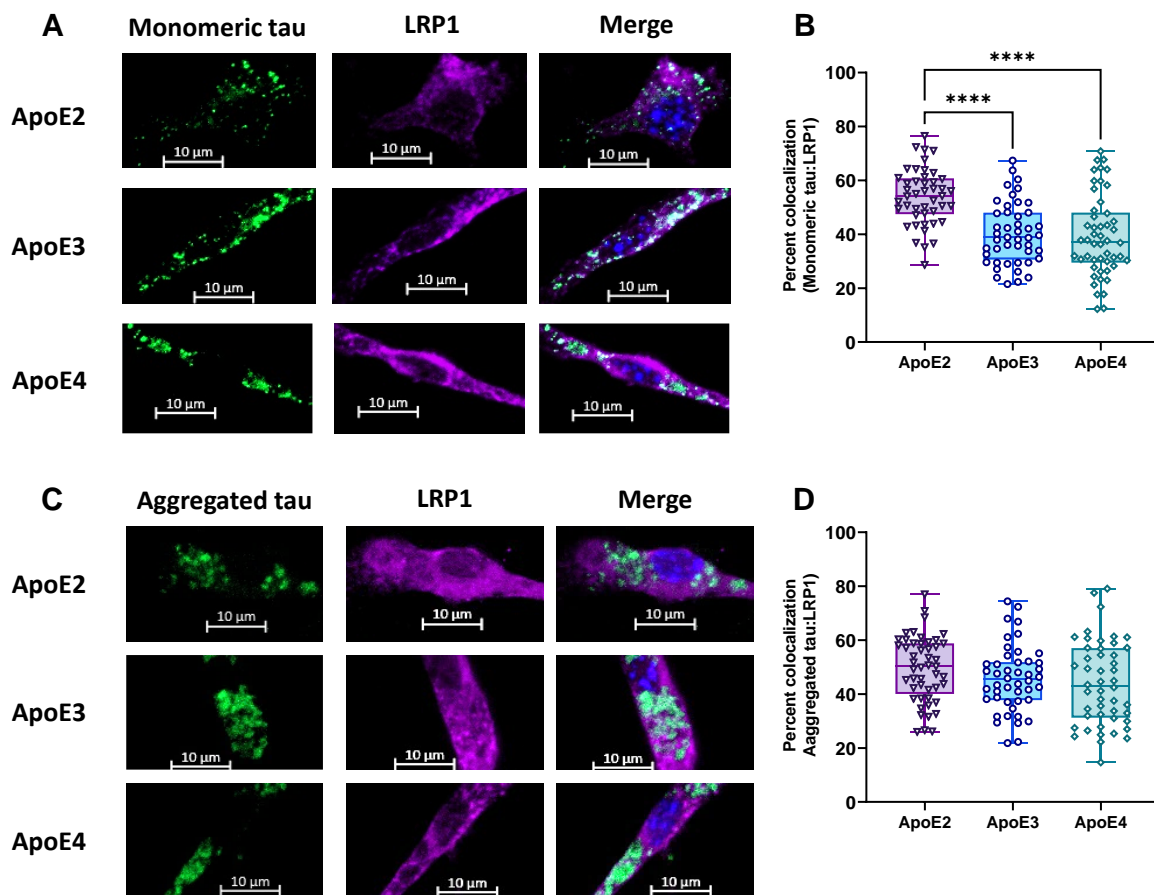 A
Monomeric tau
LRP1
Merge
ApoE2
10 µm
10 µm
10 µm
ApoE3
10 µm
10 µm
10 µm
ApoE4
10 µm
10 µm
10 µm
B
Percent colocalization
(Monomeric tau:LRP1)
100
80
60
40
20
0
****
****
ApoE2
ApoE3
ApoE4
C
Aggregated tau
LRP1
Merge
ApoE2
10 µm
10 µm
10 µm
ApoE3
10 µm
10 µm
10 µm
ApoE4
10 µm
10 µm
10 µm
D
Percent colocalization
Aaggregated tau:LRP1)
100
80
60
40
20
0
ApoE2
ApoE3
ApoE4